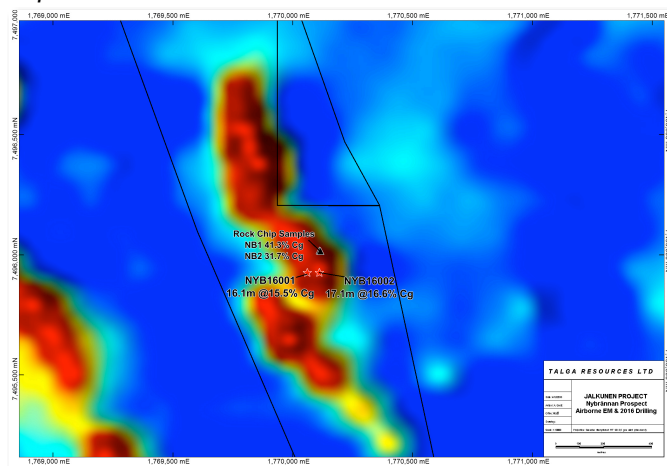 1,769,000 mE
1,769,500 mE
1,770,000 mE
1,770,500 mE
1,771,000 mE
1,771,500 mE
7,497,000 mN
7,496,500 mN
7,496,000 mN
7,495,500 mN
Rock Chip Samples
NB1 41.3% Cg
NB2 31.7% Cg
NYB16001
NYB16002
16.1m @15.5% Cg
17.1m @16.6% Cg
TALGA RESOURCES LTD
JALKUNEN PROJECT
Nybrännan Prospect
Airborne EM & 2016 Drilling
1,769,000 mE
1,769,500 mE
1,770,000 mE
1,770,500 mE
1,771,000 mE